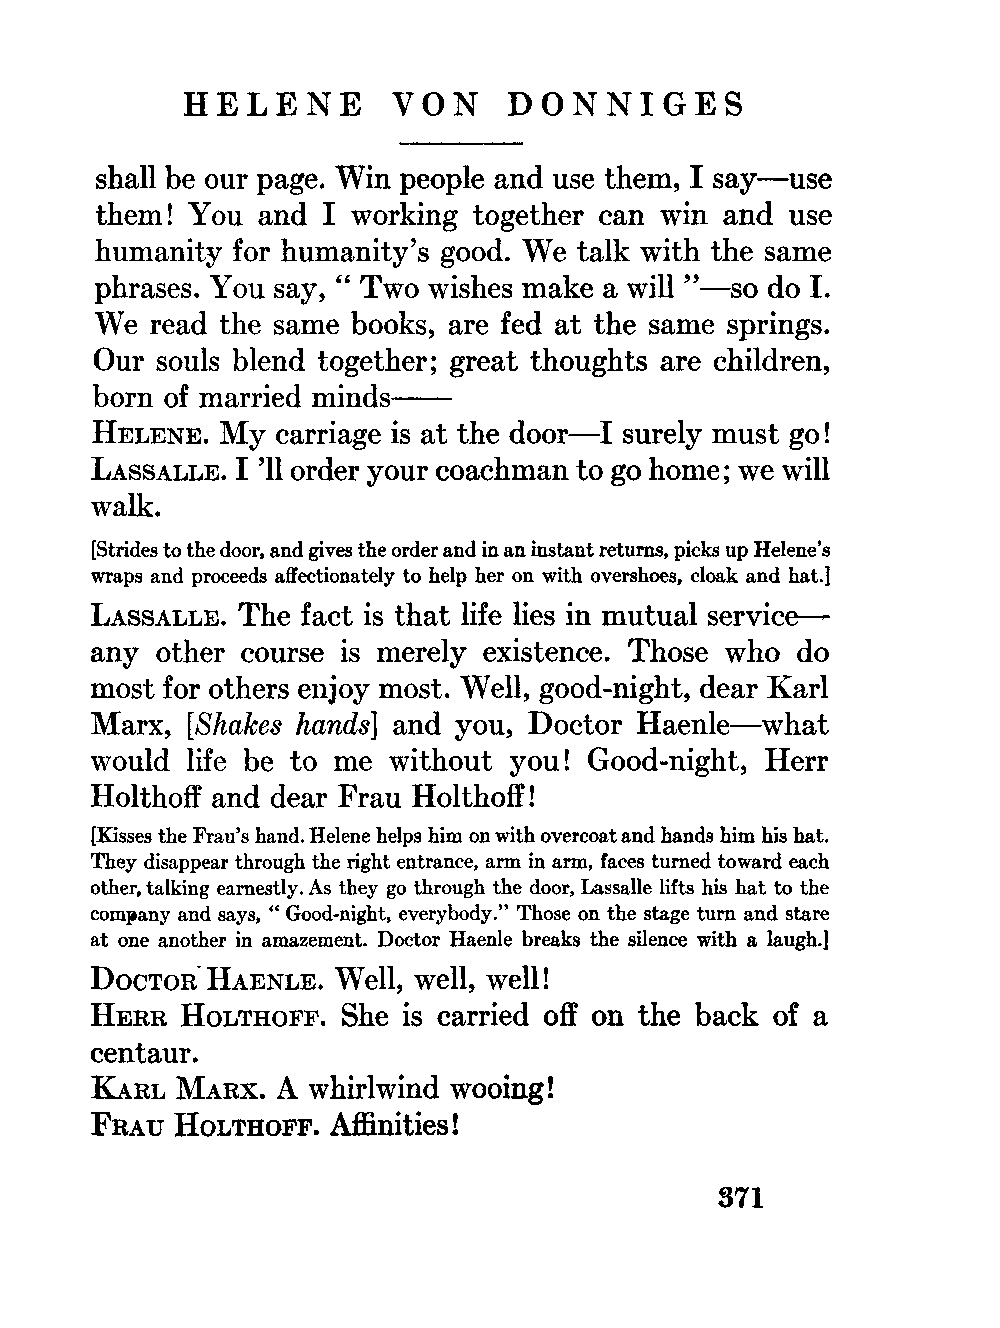 HELENE VON DONNIGES
shall be our page. Win people and use them, I say—use
them! You and I working together can win and use
humanity for humanity's good. We talk with the same
phrases. You say, “ Two wishes make a will ”—so do I.
We read the same books, are fed at the same springs.
Our souls blend together; great thoughts are children,
born of married minds——
HELENE. My carriage is at the door—I surely must go!
LASSALLE. I 'll order your coachman to go home; we will
walk.
[Strides to the door, and gives the order and in an instant returns, picks up Helene's
wraps and proceeds affectionately to help her on with overshoes, cloak and hat.]
LASSALLE. The fact is that life lies in mutual service—
any other course is merely existence. Those who do
most for others enjoy most. Well, good-night, dear Karl
Marx, [Shakes hands] and you, Doctor Haenle—what
would life be to me without you! Good-night, Herr
Holthoff and dear Frau Holthoff!
[Kisses the Frau's hand. Helene helps him on with overcoat and hands him his hat.
They disappear through the right entrance, arm in arm, faces turned toward each
other, talking earnestly. As they go through the door, Lassalle lifts his hat to the
company and says, “ Good-night, everybody.” Those on the stage turn and stare
at one another in amazement. Doctor Haenle breaks the silence with a laugh.]
DOCTOR HAENLE. Well, well, well!
HERR HOLTHOFF. She is carried off on the back of a
centaur.
KARL MARX. A whirlwind wooing!
FRAU HOLTHOFF. Affinities!
371